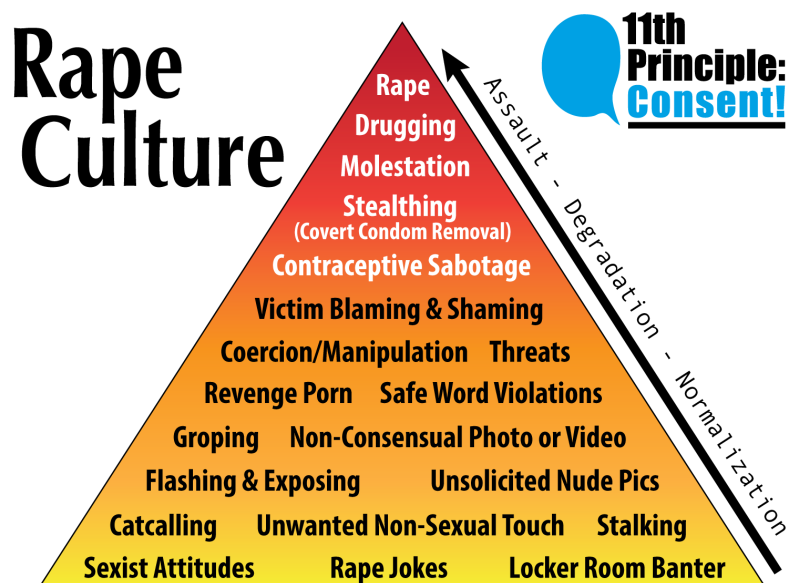 Rape
Culture
11th
Principle:
Consent!
Assault - Degradation - Normalization
Rape
Drugging
Molestation
Stealthing
(Covert Condom Removal)
Contraceptive Sabotage
Victim Blaming & Shaming
Coercion/Manipulation Threats
Revenge Porn Safe Word Violations
Groping Non-Consensual Photo or Video
Flashing & Exposing Unsolicited Nude Pics
Catcalling Unwanted Non-Sexual Touch Stalking
Sexist Attitudes Rape Jokes Locker Room Banter